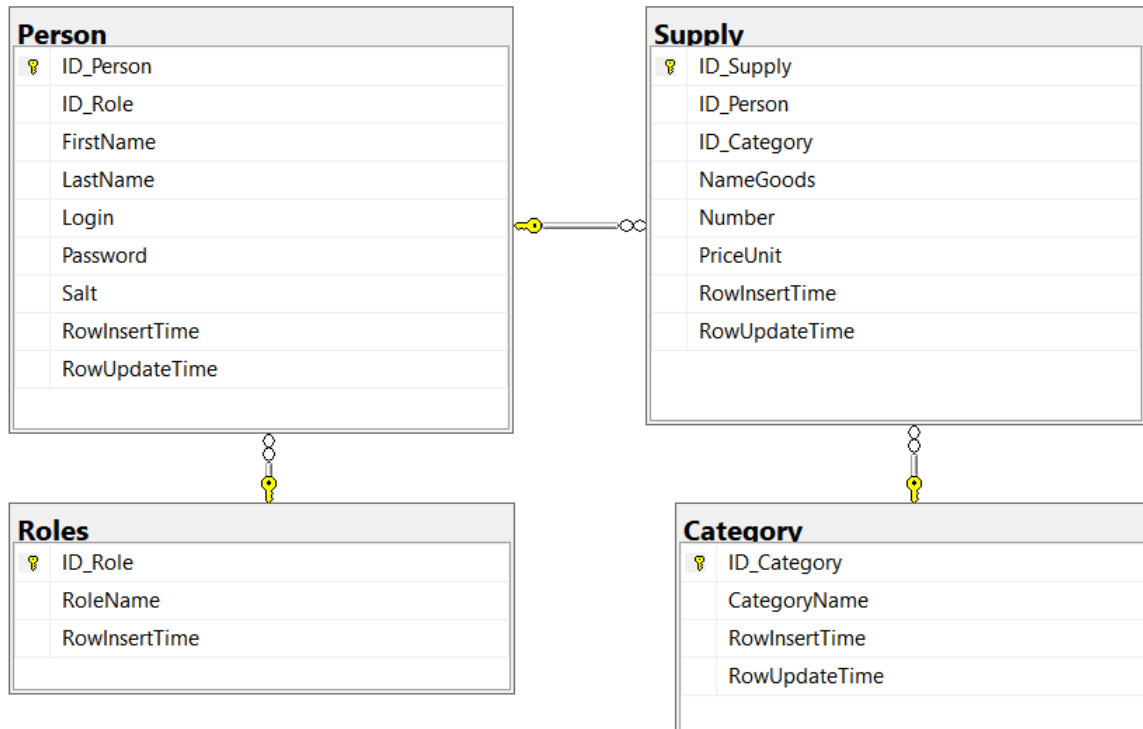 Person
ID_Person
ID_Role
FirstName
LastName
Login
Password
Salt
RowInsertTime
RowUpdateTime
Supply
ID_Supply
ID_Person
ID_Category
NameGoods
Number
PriceUnit
RowInsertTime
RowUpdateTime
Roles
ID_Role
RoleName
RowInsertTime
Category
ID_Category
CategoryName
RowInsertTime
RowUpdateTime